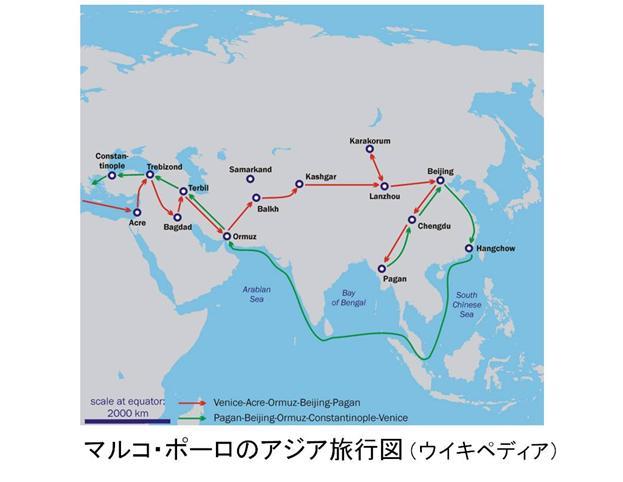 Karakorum
Constan-
tinople
Trebizond
Samarkand
Kashgar
Beijing
Terbil
Lanzhou
Balkh
Acre
Bagdad
Chengdu
Ormuz
Hangchow
Pagan
Arabian
Sea
Bay
of Bengal
South
Chinese
Sea
scale at equator:
2000 km
Venice-Acre-Ormuz-Beijing-Pagan
Pagan-Beijing-Ormuz-Constantinople-Venice
マルコ・ポーロのアジア旅行図（ウイキペディア）